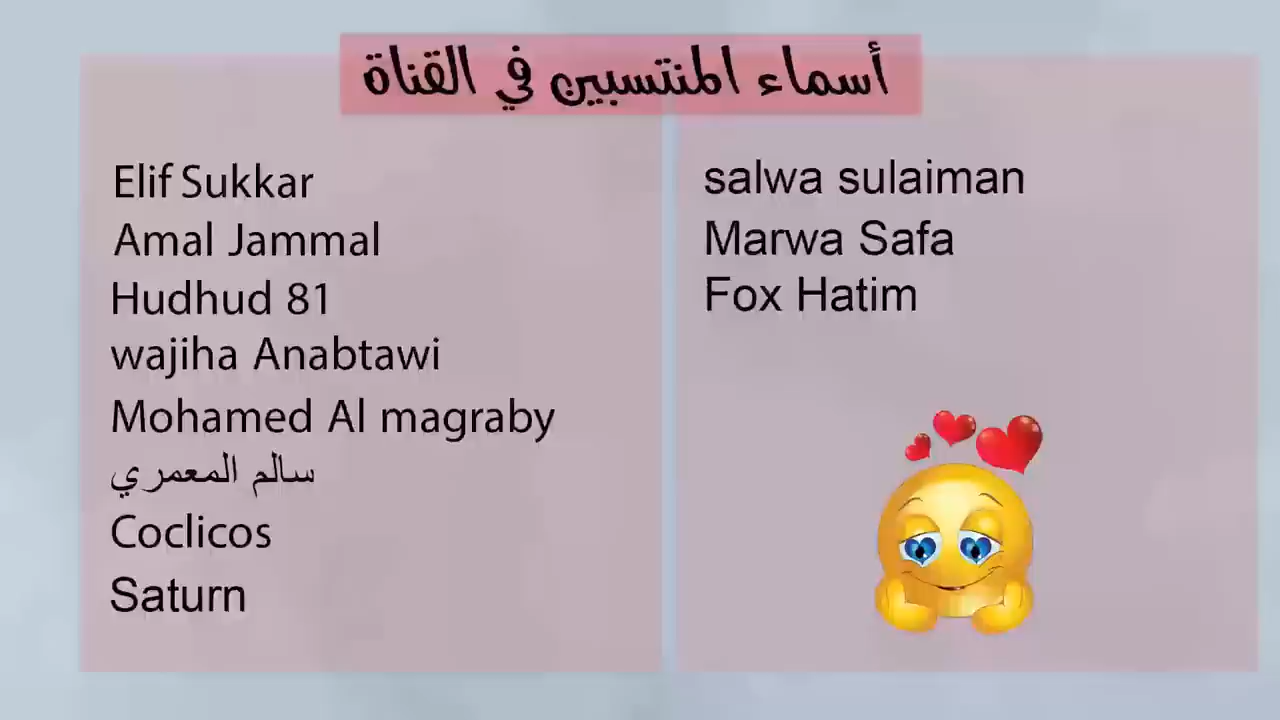 أسماء المنتسبين في القناة
Elif Sukkar
Amal Jammal
Hudhud 81
wajiha Anabtawi
Mohamed Al magraby
سالم المعمري
Coclicos
Saturn
salwa sulaiman
Marwa Safa
Fox Hatim